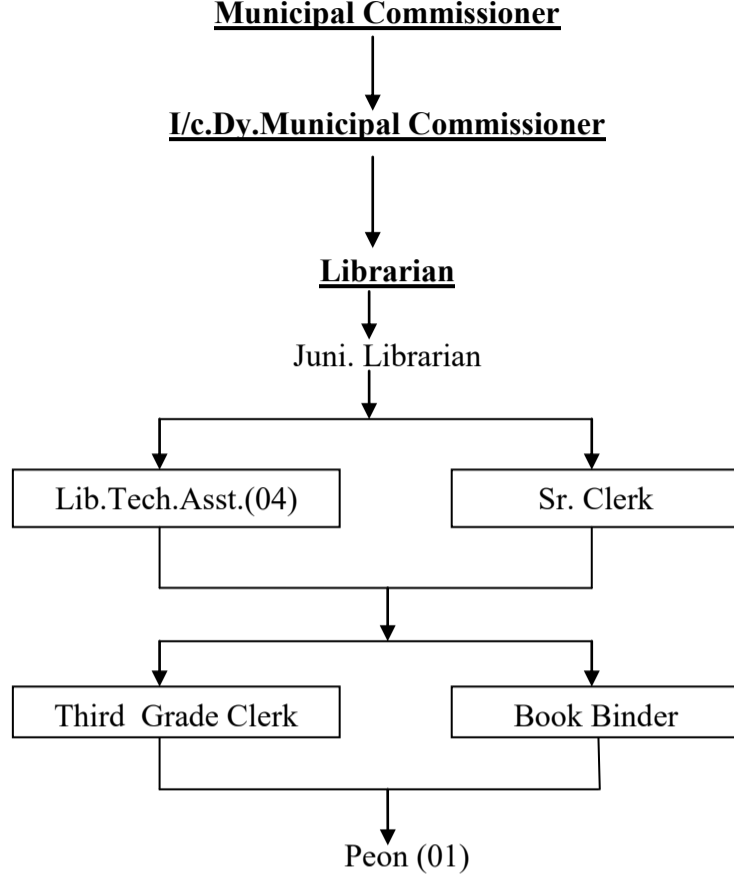 Municipal Commissioner
I/c.Dy.Municipal Commissioner
Librarian
Juni. Librarian
Lib.Tech.Asst.(04)
Sr. Clerk
Third Grade Clerk
Book Binder
Peon (01)